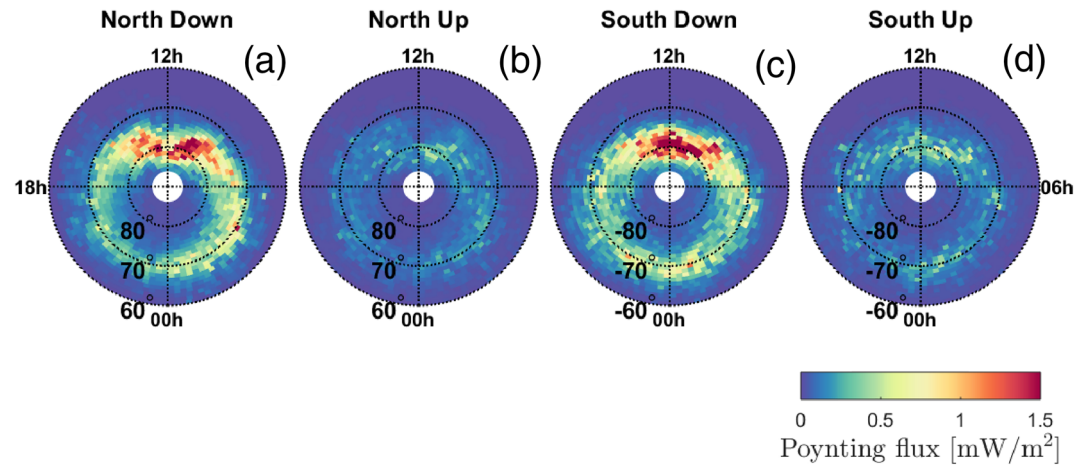 North Down North Up South Down South Up
12h (a) 12h (b) 12h (c) 12h (d)
18h 06h
80° 80° -80° -80°
70° 70° -70° -70°
60° 60° -60° -60°
00h 00h 00h 00h
0 0.5 1 1.5
Poynting flux [mW/m²]